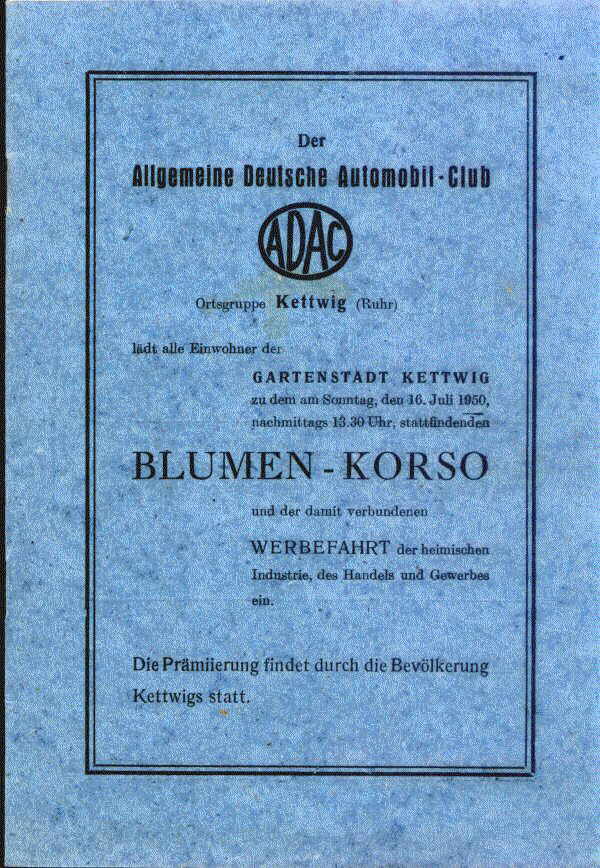 Der
Allgemeine Deutsche Automobil-Club
ADAC
Ortsgruppe Kettwig (Ruhr)
lädt alle Einwohner der
GARTENSTADT KETTWIG
zu dem am Sonntag, den 16. Juli 1950,
nachmittags 13.30 Uhr, stattfindenden
BLUMEN-KORSO
und der damit verbundenen
WERBEFAHRT der heimischen
Industrie, des Handels und Gewerbes
ein.
Die Prämiierung findet durch die Bevölkerung
Kettwigs statt.